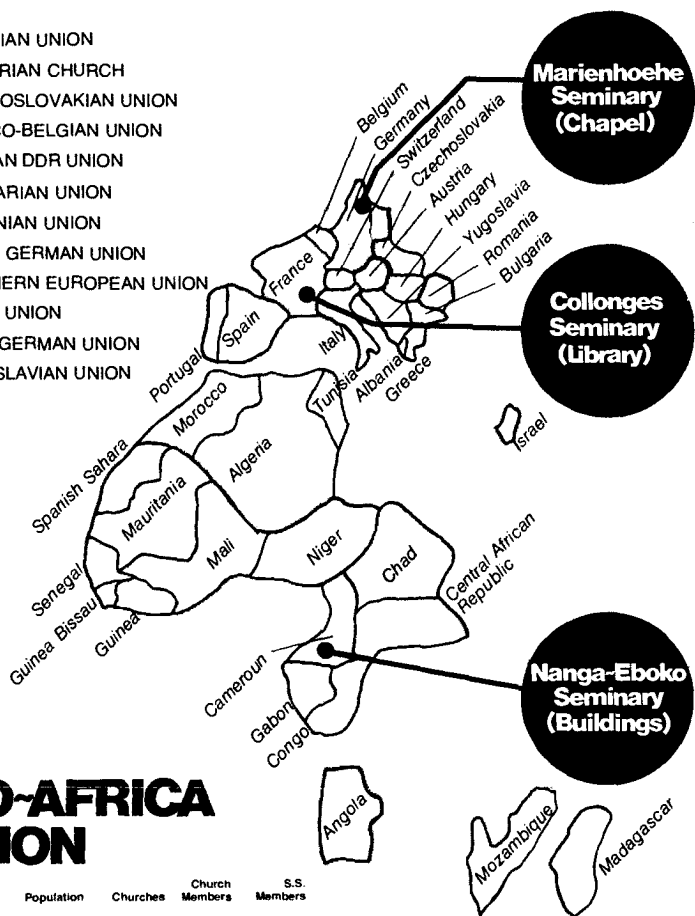 IAN UNION
RIAN CHURCH
OSLOVAKIAN UNION
CO-BELGIAN UNION
AN DDR UNION
ARIAN UNION
NIAN UNION
GERMAN UNION
HERN EUROPEAN UNION
UNION
GERMAN UNION
SLAVIAN UNION
Marienhoehe
Seminary
(Chapel)
Belgium
Germany
Switzerland
Czechoslovakia
Austria
Hungary
Yugoslavia
Romania
Bulgaria
France
Spain
Portugal
Italy
Tunisia
Albania
Greece
Collonges
Seminary
(Library)
Israel
Morocco
Algeria
Spanish Sahara
Mauritania
Mali
Niger
Chad
Central African
Republic
Senegal
Guinea Bissau
Guinea
Cameroun
Gabon
Congo
Nanga~Eboko
Seminary
(Buildings)
Angola
Mozambique
Madagascar
O~AFRICA
ION
Population Churches Church Members S.S. Members